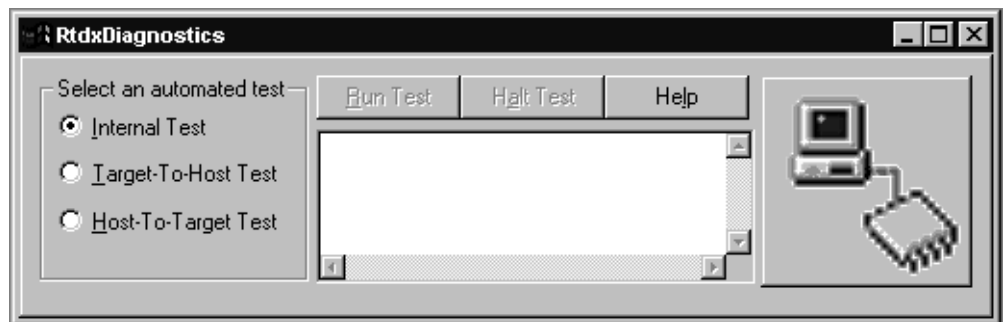 RtdxDiagnostics
Select an automated test
Internal Test
Target-To-Host Test
Host-To-Target Test
Run Test
Halt Test
Help